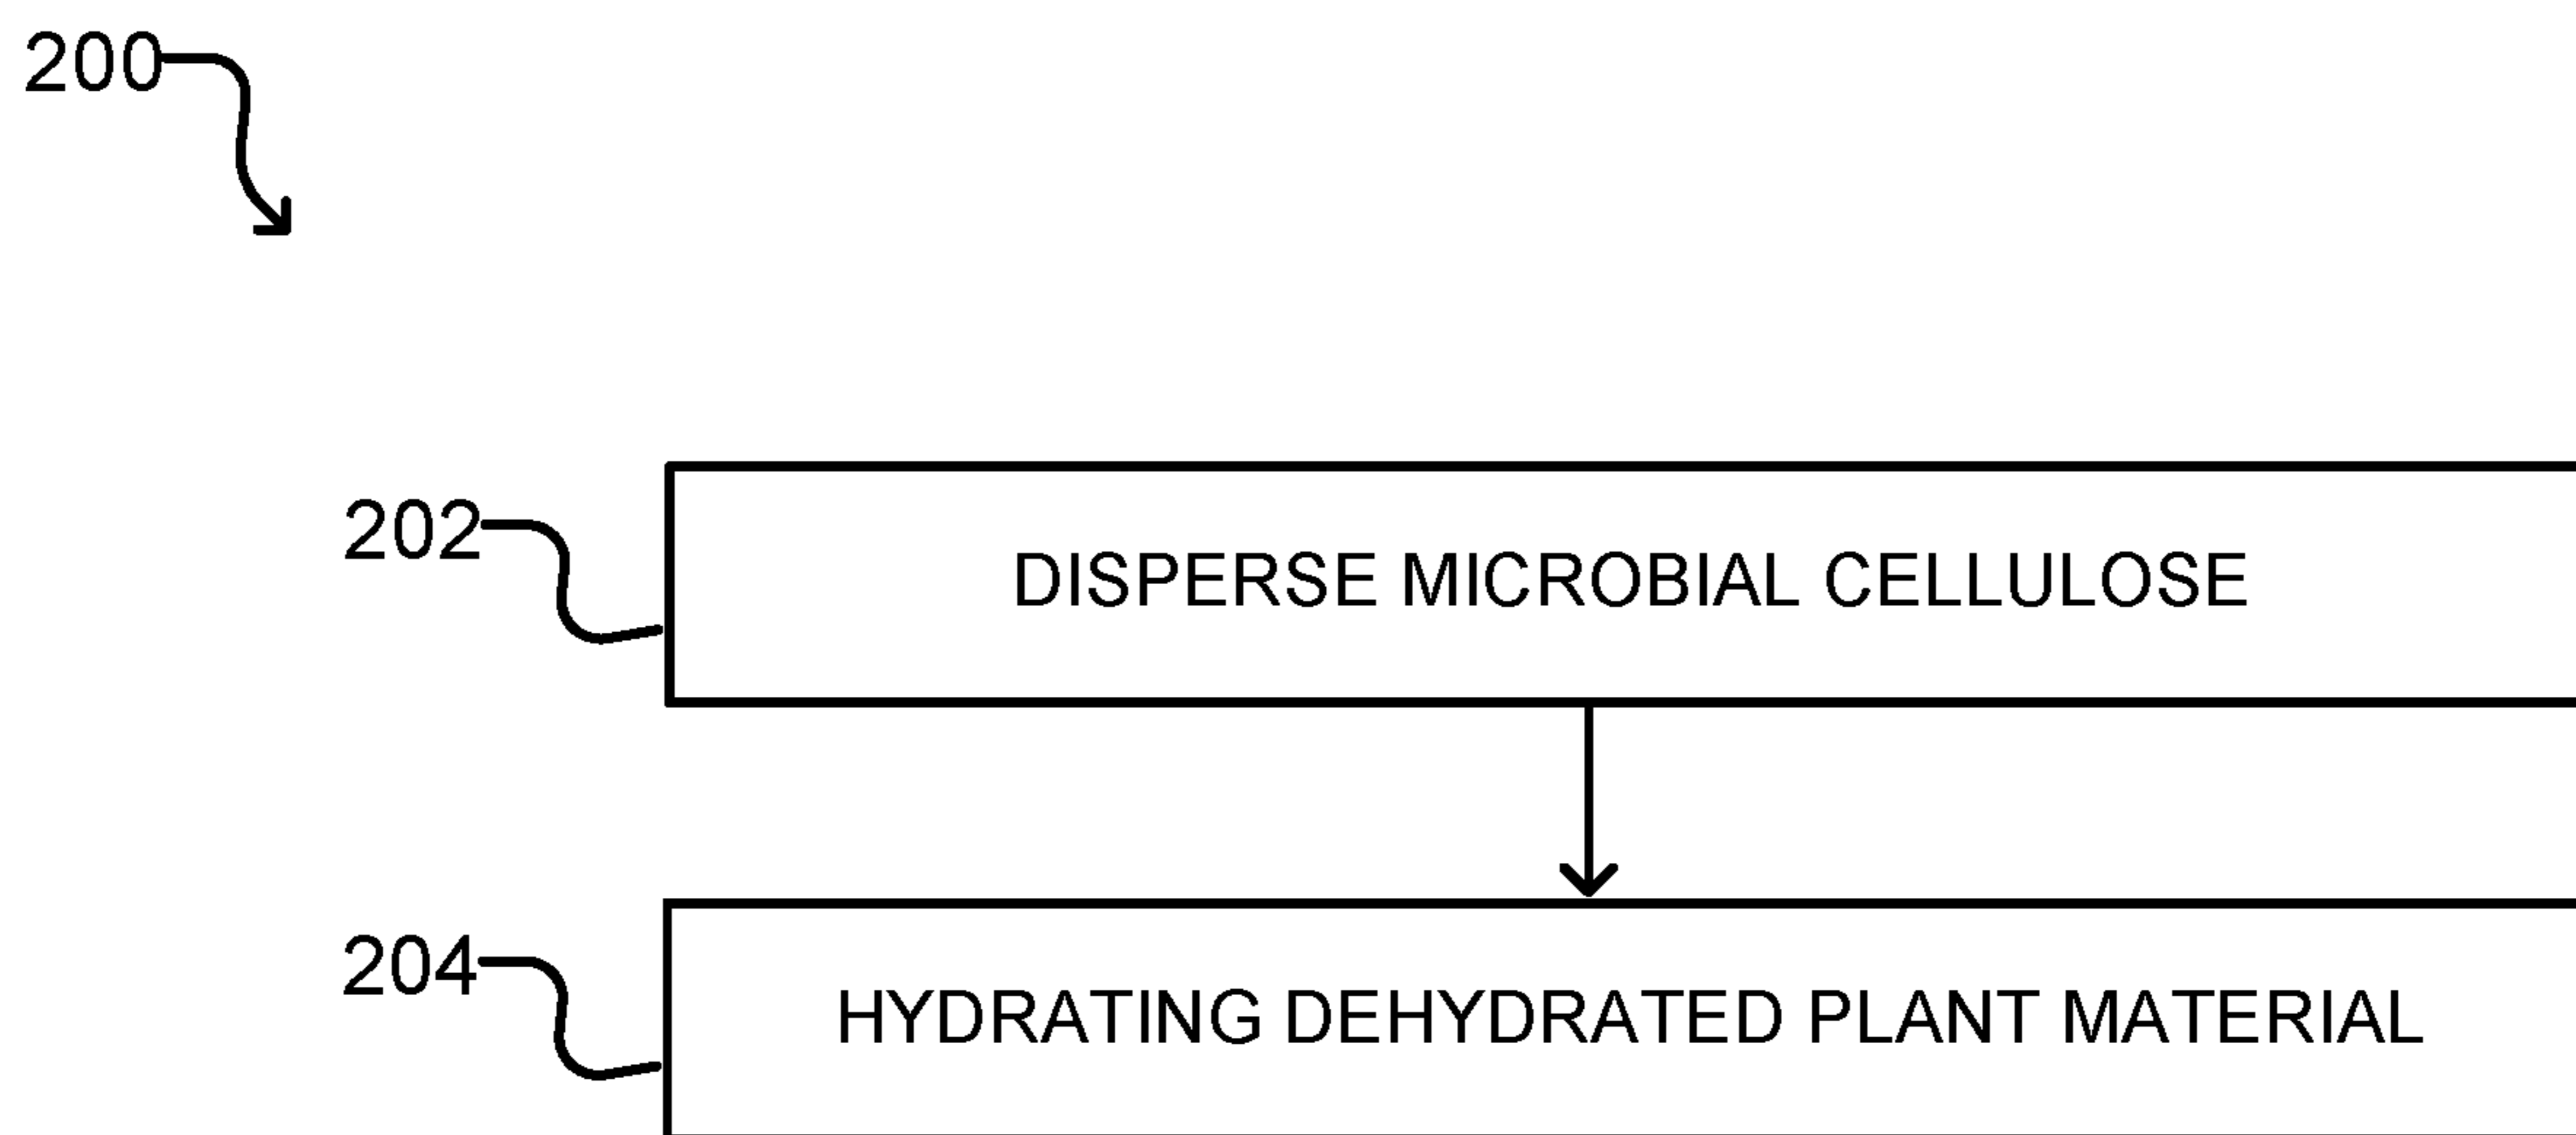 200
202
DISPERSE MICROBIAL CELLULOSE
204
HYDRATING DEHYDRATED PLANT MATERIAL